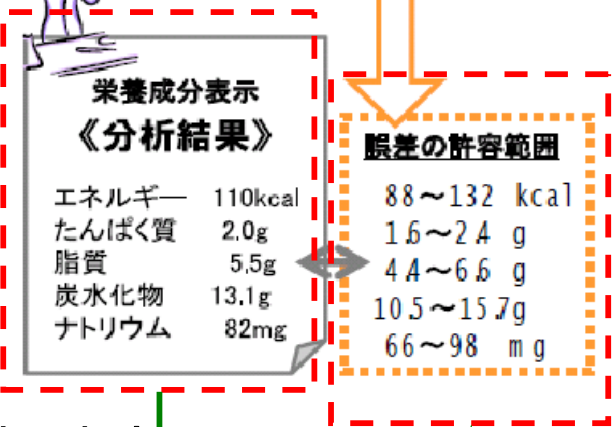 栄養成分表示
《分析結果》
エネルギー 110kcal
たんぱく質 2.0g
脂質 5.5g
炭水化物 13.1g
ナトリウム 82mg
誤差の許容範囲
88～132 kcal
1.6～2.4 g
4.4～6.6 g
10.5～15.7g
66～98 mg